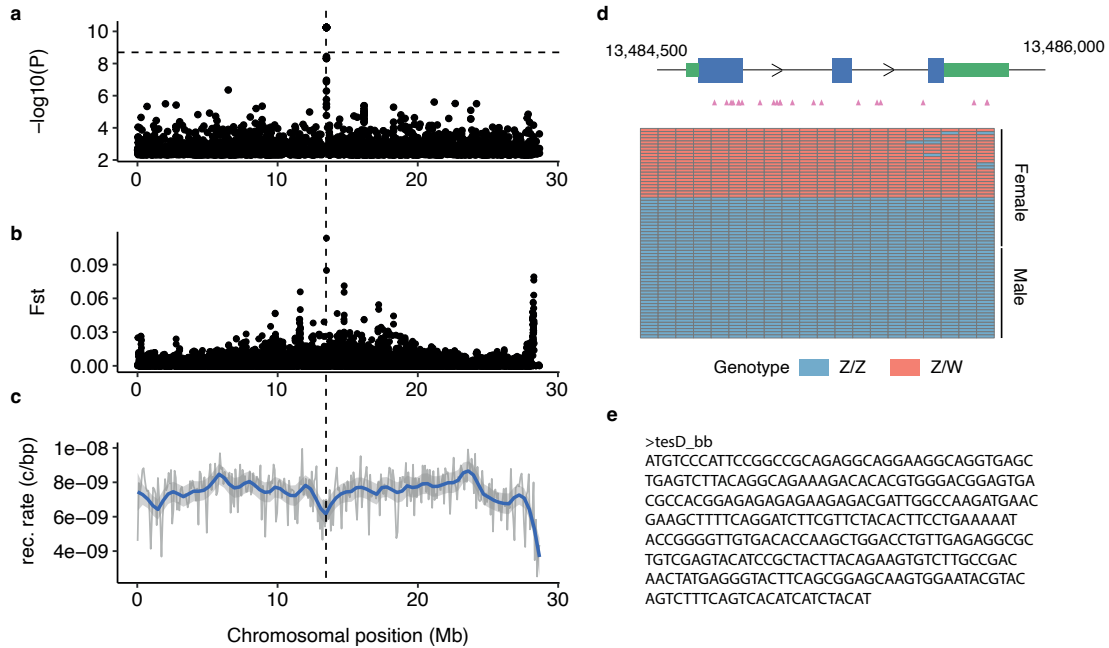 a
10
8
6
4
2
−log10(P)
0
10
20
30
b
0.09
0.06
0.03
0.00
Fst
0
10
20
30
c
1e−08
8e−09
6e−09
4e−09
rec. rate (c/bp)
0
10
20
30
Chromosomal position (Mb)
d
13,484,500
13,486,000
Female
Male
Genotype Z/Z Z/W
e
>tesD_bb
ATGTCCCATTCCGGCCGCAGAGGCAGGAAGGCAGGTGAGC
TGAGTCTTACAGGCAGAAAGACACACGTGGGACGGAGTGA
CGCCACGGAGAGAGAGAAGAGACGATTGGCCAAGATGAAC
GAAGCTTTTCAGGATCTTCGTTCTACACTTCCTGAAAAAT
ACCGGGGTTGTGACACCAAGCTGGACCTGTTGAGAGGCGC
TGTCGAGTACATCCGCTACTTACAGAAGTGTCTTGCCGAC
AACTATGAGGGTACTTCAGCGGAGCAAGTGGAATACGTAC
AGTCTTTCAGTCACATCATCTACAT